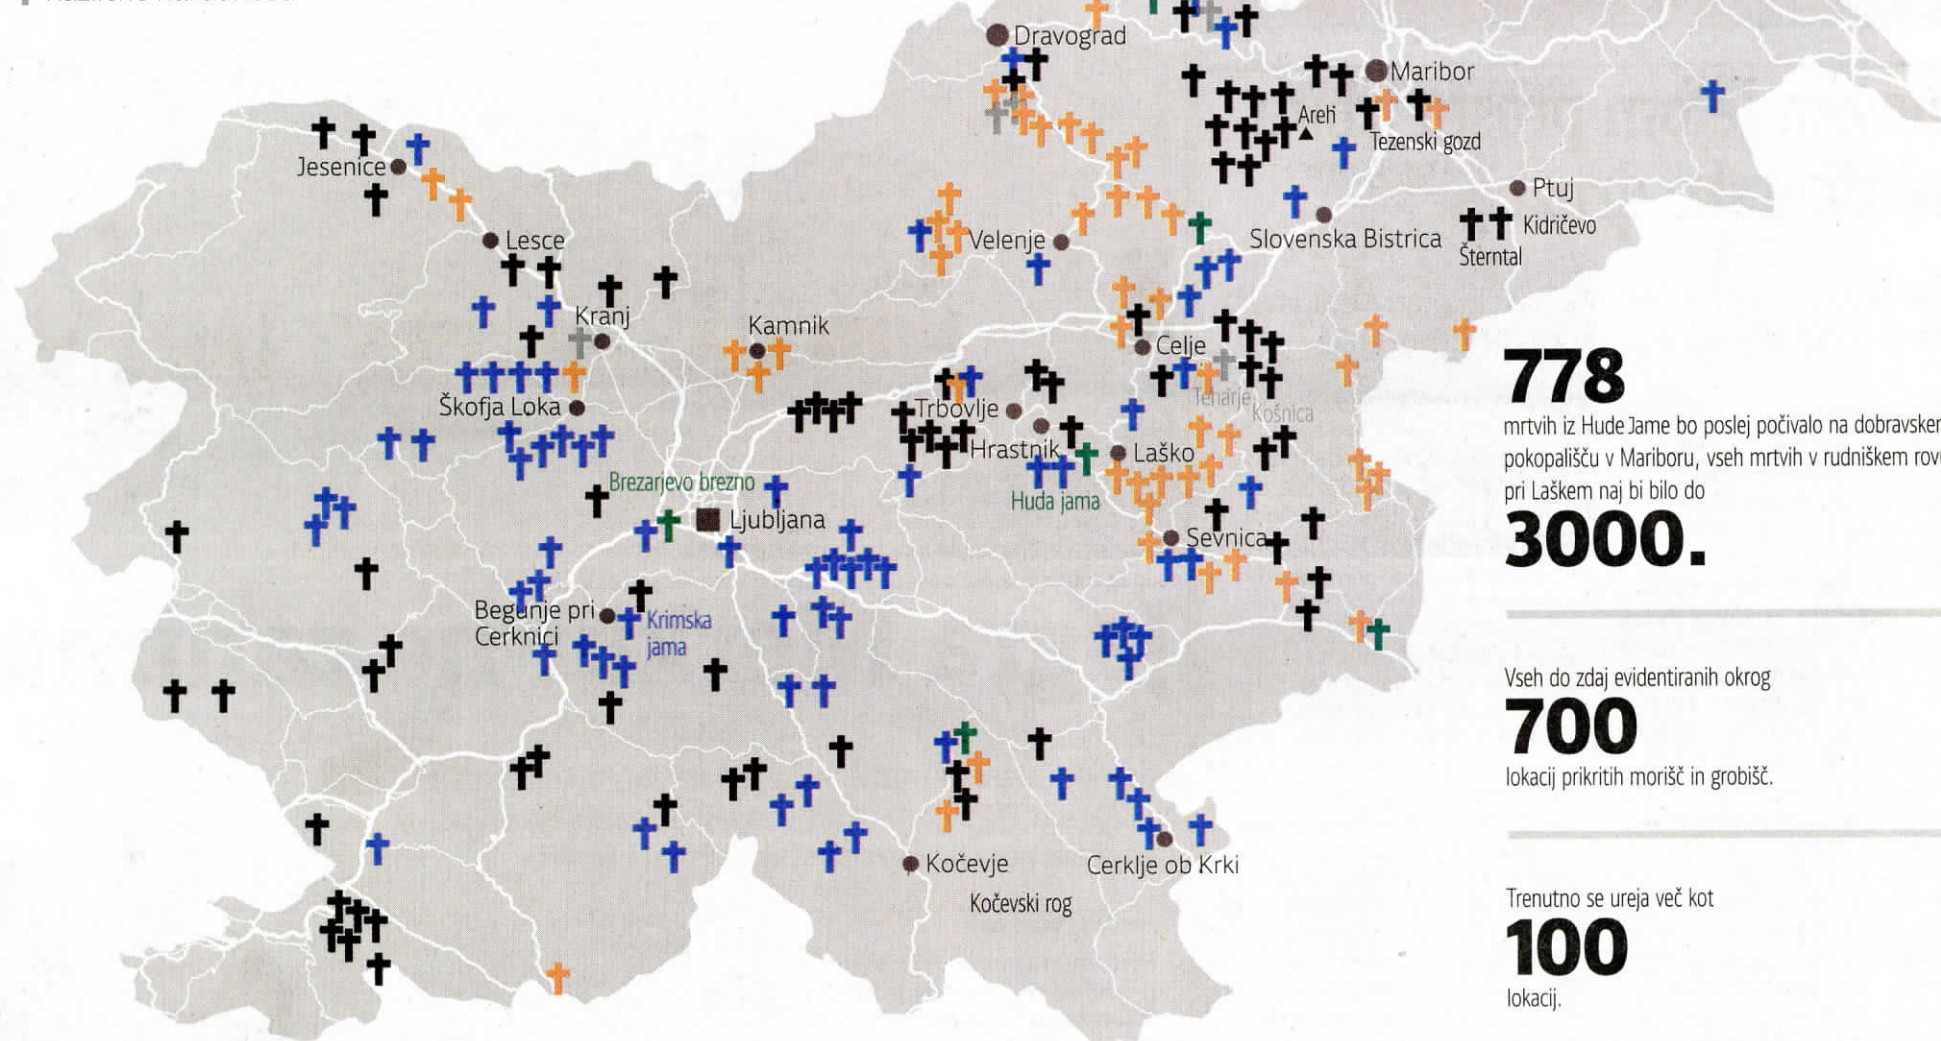 Dravograd
Maribor
Areh
Tezenski gozd
Jesenice
Ptuj
Kidričevo
Šterntal
Lesce
Velenje
Slovenska Bistrica
Kranj
Kamnik
Celje
Teharje
Košnica
Škofja Loka
Trbovlje
Hrastnik
Laško
Brezarjevo brezno
Huda jama
Ljubljana
Sevnica
Begunje pri
Cerknici
Krimska
jama
Kočevje
Cerklje ob Krki
Kočevski rog
778
mrtvih iz Hude Jame bo poslej počivalo na
pokopališču v Mariboru, vseh mrtvih v rudniškem
pri Laškem naj bi bilo do
3000.
Vseh do zdaj evidentiranih okrog
700
lokacij prikritih morišč in grobišč.
Trenutno se ureja več kot
100
lokacij.